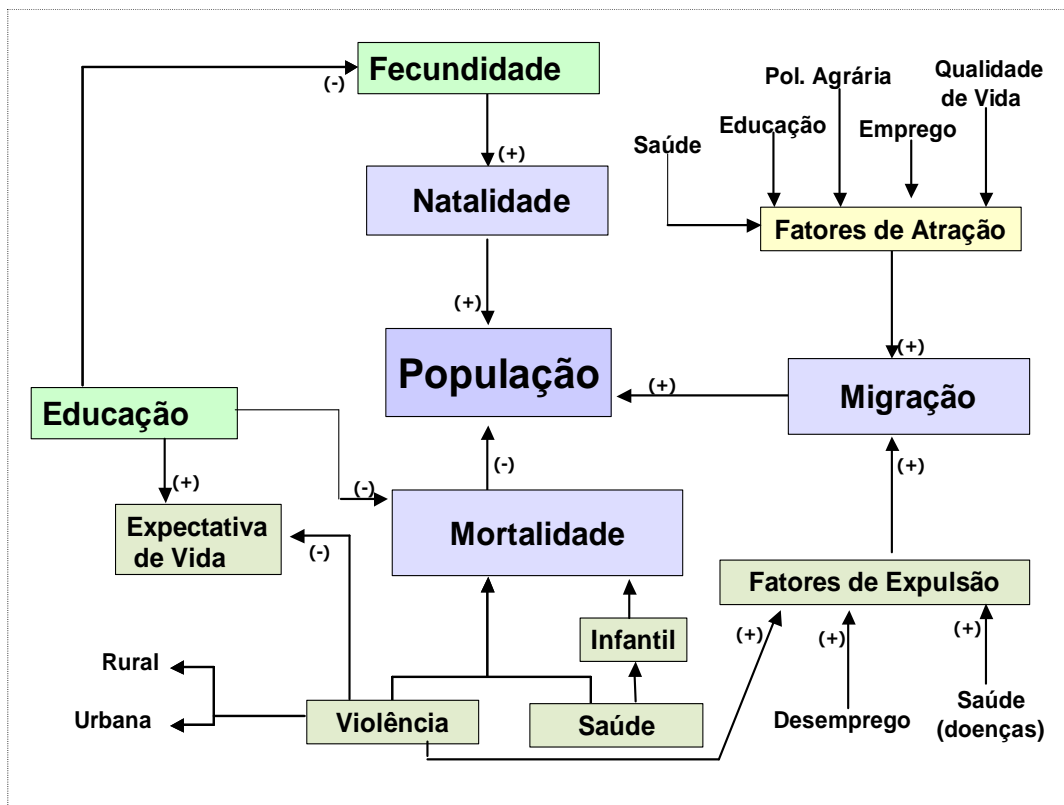 Fecundidade
(-)
(+)
Natalidade
(+)
População
Pol. Agrária
Qualidade
de Vida
Educação
Emprego
Saúde
Fatores de Atração
(+)
(+)
Migração
Educação
(+)
(-)
(-)
Mortalidade
(+)
Expectativa
de Vida
(-)
Fatores de Expulsão
(+)
(+)
(+)
Infantil
Rural
Urbana
Violência
Saúde
Desemprego
Saúde
(doenças)